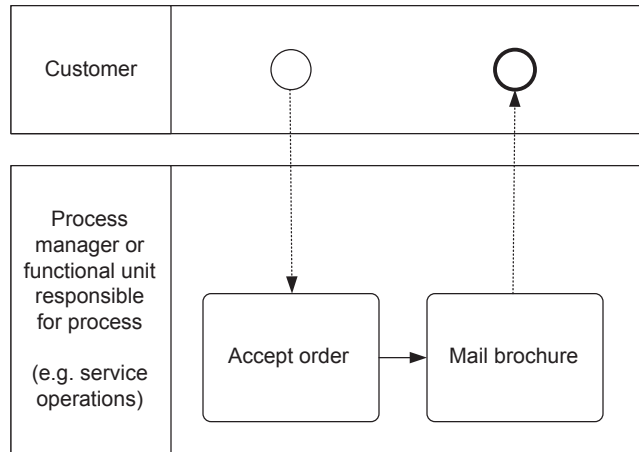 Customer
Process
manager or
functional unit
responsible
for process
(e.g. service
operations)
Accept order
Mail brochure